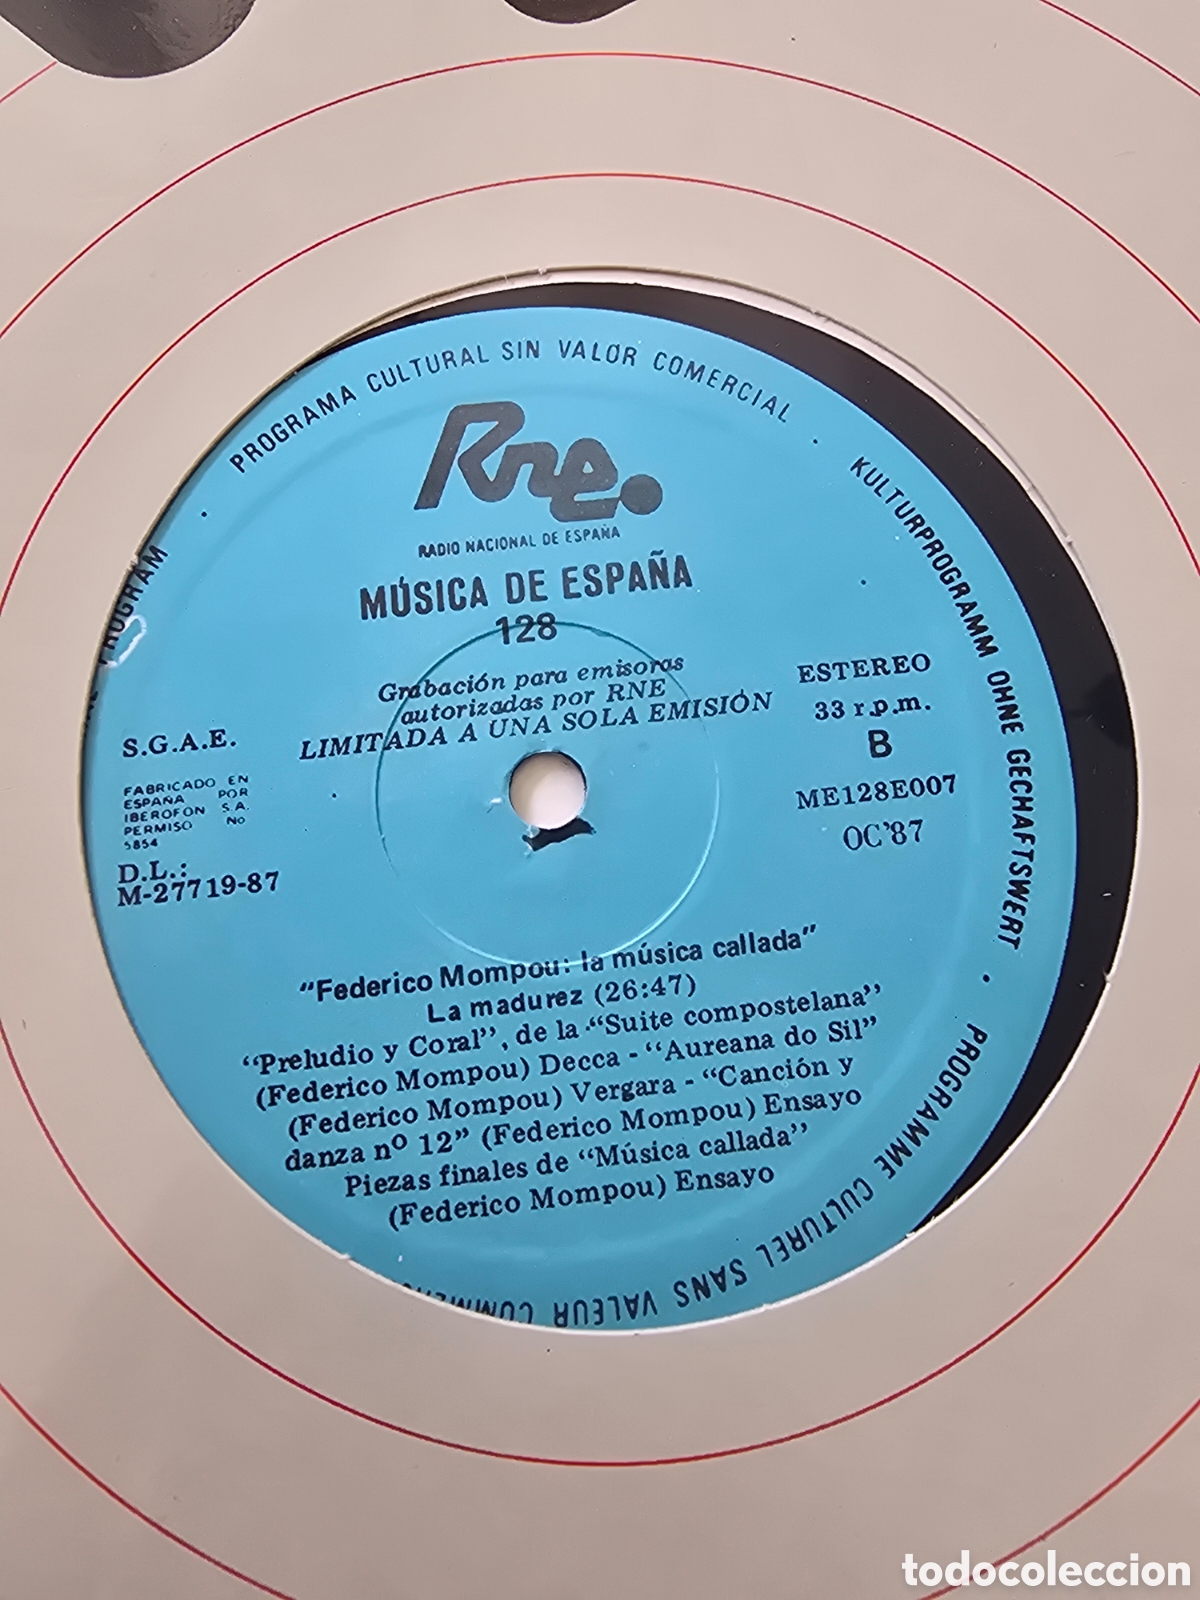 PROGRAMA CULTURAL SIN VALOR COMERCIAL .
KULTURPROGRAMM OHNE GECHAFTSWERT .
PROGRAMME CULTUREL SANS VALEUR
PROGRAM .
Rne.
RADIO NACIONAL DE ESPAÑA
MÚSICA DE ESPAÑA
128
Grabación para emisoras
autorizadas por RNE
LIMITADA A UNA SOLA EMISIÓN
ESTEREO
33 r.p.m.
B
ME128E007
OC'87
S.G.A.E.
FABRICADO EN
ESPAÑA POR
IBEROFON S.A.
PERMISO No
5854
D.L.:
M-27719-87
"Federico Mompou: la música callada"
La madurez (26:47)
"Preludio y Coral", de la "Suite compostelana"
(Federico Mompou) Decca - "Aureana do Sil"
(Federico Mompou) Vergara - "Canción y
danza nº 12" (Federico Mompou) Ensayo
Piezas finales de "Música callada"
(Federico Mompou) Ensayo
todocoleccion